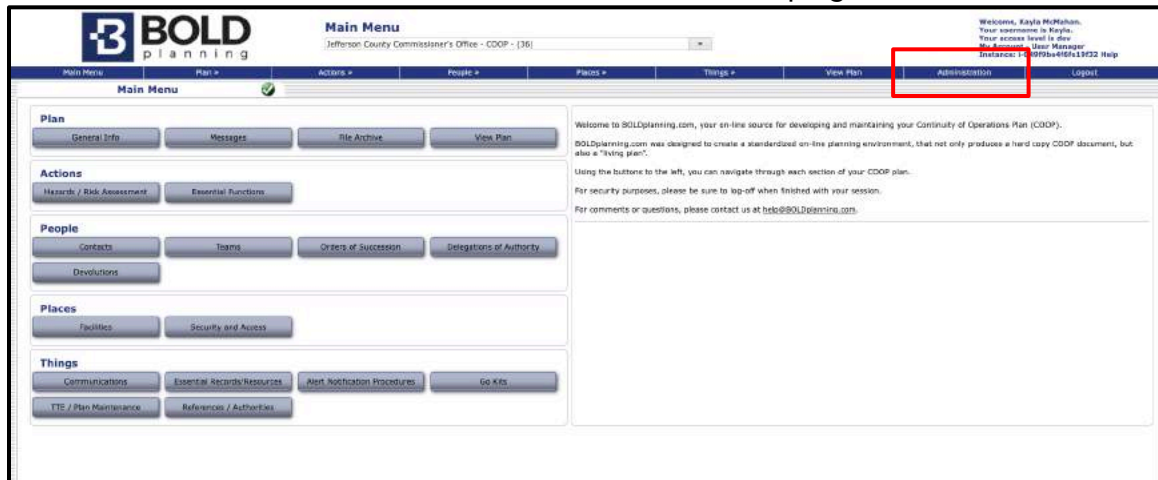 BOLD
planning
Main Menu
Jefferson County Commissioner's Office - COOP - (36)
Welcome, Kayla McMahan.
Your username is Kayla.
Your access level is dev
My Account - User Manager
Help
Main Menu Plan » Actions » People » Places » Things » View Plan Administration Logout
Main Menu
Plan
General Info Messages File Archive View Plan
Actions
Hazards / Risk Assessment Essential Functions
People
Contacts Teams Orders of Succession Delegations of Authority
Devolutions
Places
Facilities Security and Access
Things
Communications Essential Records/Resources Alert Notification Procedures Go Kits
TTE / Plan Maintenance References / Authorities
Welcome to BOLDplanning.com, your on-line source for developing and maintaining your Continuity of Operations Plan (COOP).
BOLDplanning.com was designed to create a standardized on-line planning environment, that not only produces a hard copy COOP document, but
also a "living plan".
Using the buttons to the left, you can navigate through each section of your COOP plan.
For security purposes, please be sure to log-off when finished with your session.
For comments or questions, please contact us at help@BOLDplanning.com.